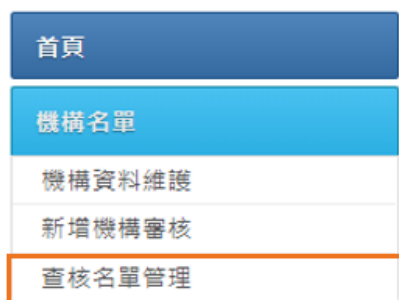 首頁
機構名單
機構資料維護
新增機構審核
查核名單管理